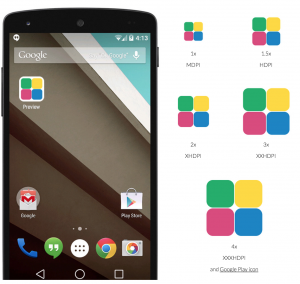 4:13
Google
Preview
Google
Play Store
1x
MDPI
1.5x
HDPI
2x
XHDPI
3x
XXHDPI
4x
XXXHDPI
and Google Play icon